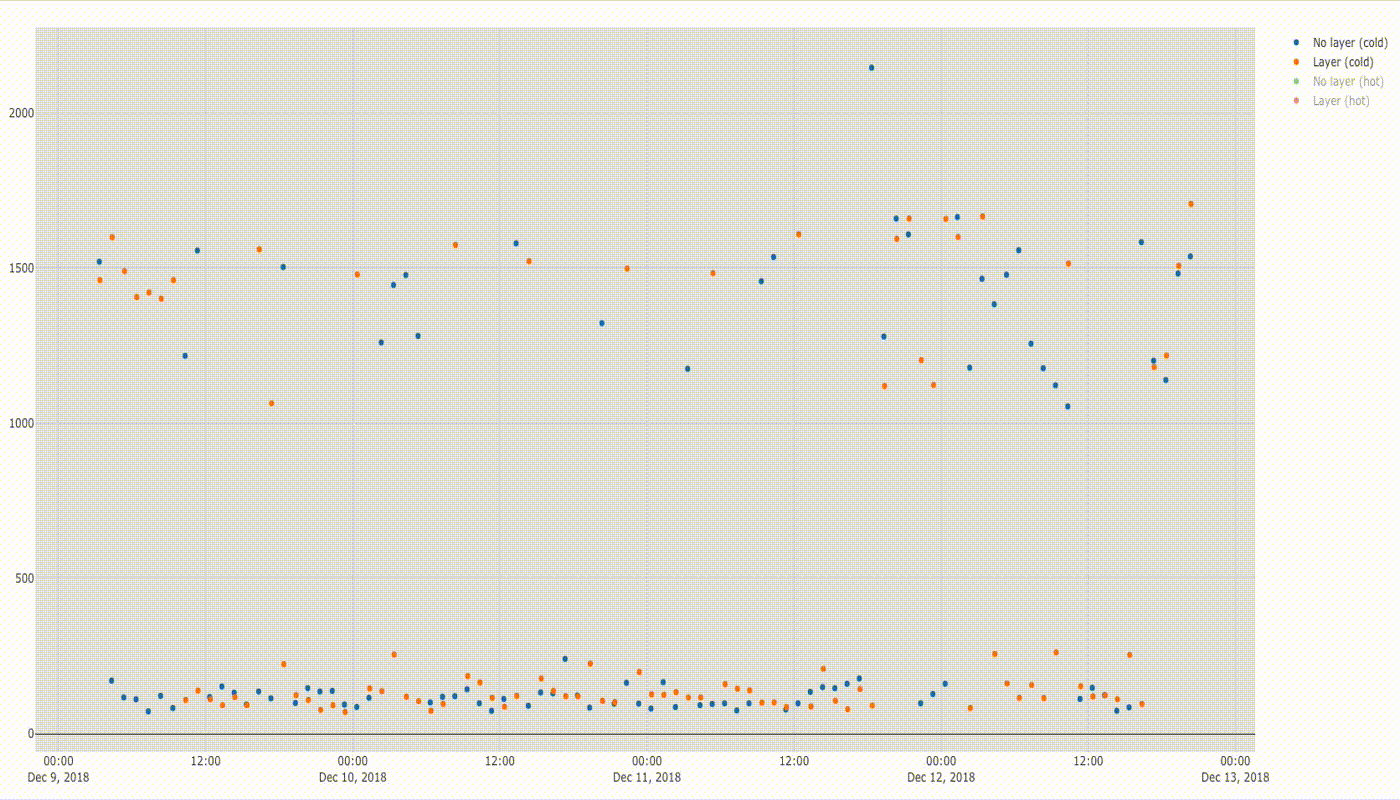 No layer (cold)
Layer (cold)
No layer (hot)
Layer (hot)
2000
1500
1000
500
0
00:00 12:00 00:00 12:00 00:00 12:00 00:00 12:00 00:00
Dec 9, 2018 Dec 10, 2018 Dec 11, 2018 Dec 12, 2018 Dec 13, 2018